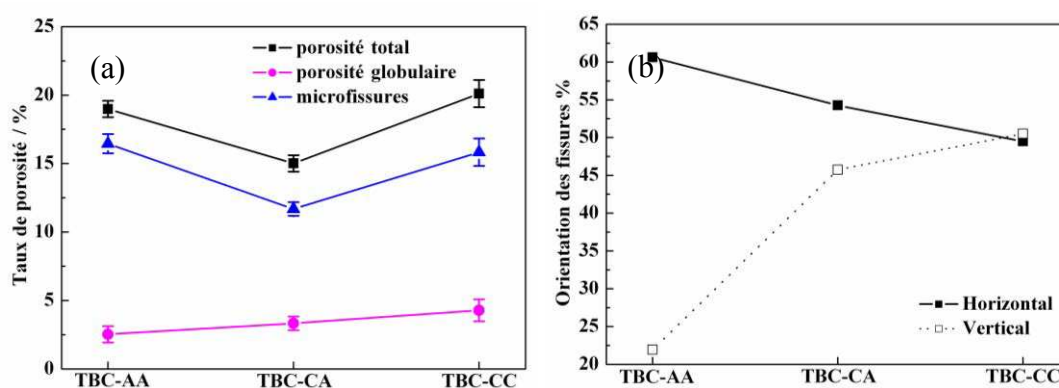 (a)
porosité total
porosité globulaire
microfissures
Taux de porosité / %
25
20
15
10
5
0
TBC-AA
TBC-CA
TBC-CC
(b)
Orientation des fissures %
65
60
55
50
45
40
35
30
25
20
Horizontal
Vertical
TBC-AA
TBC-CA
TBC-CC